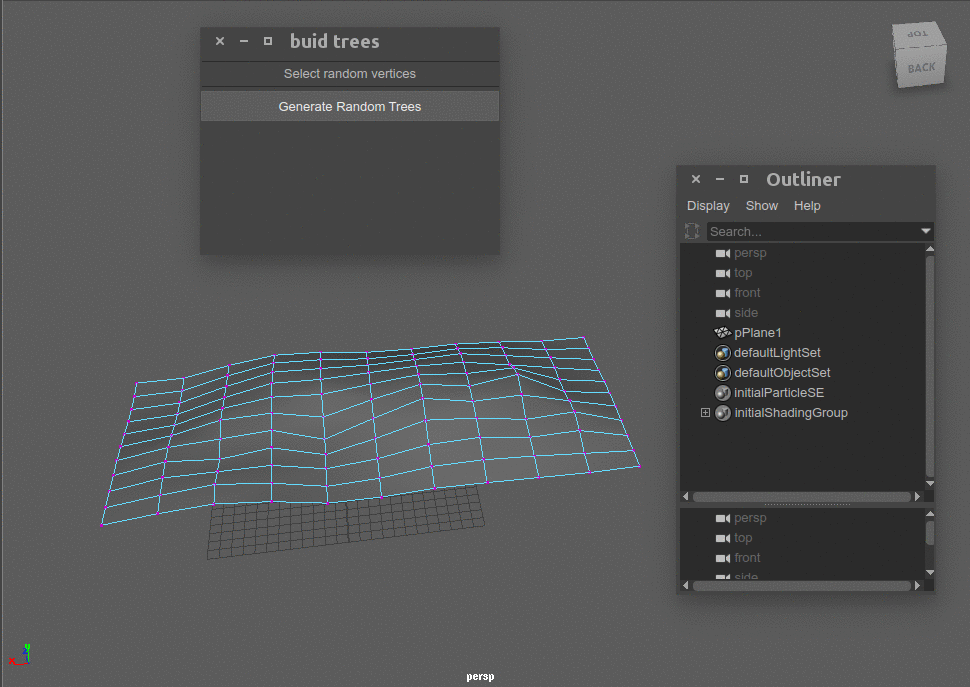 buid trees
Select random vertices
Generate Random Trees
TOP
BACK
Outliner
Display Show Help
Search...
persp
top
front
side
pPlane1
defaultLightSet
defaultObjectSet
initialParticleSE
initialShadingGroup
persp
top
front
side
x
persp